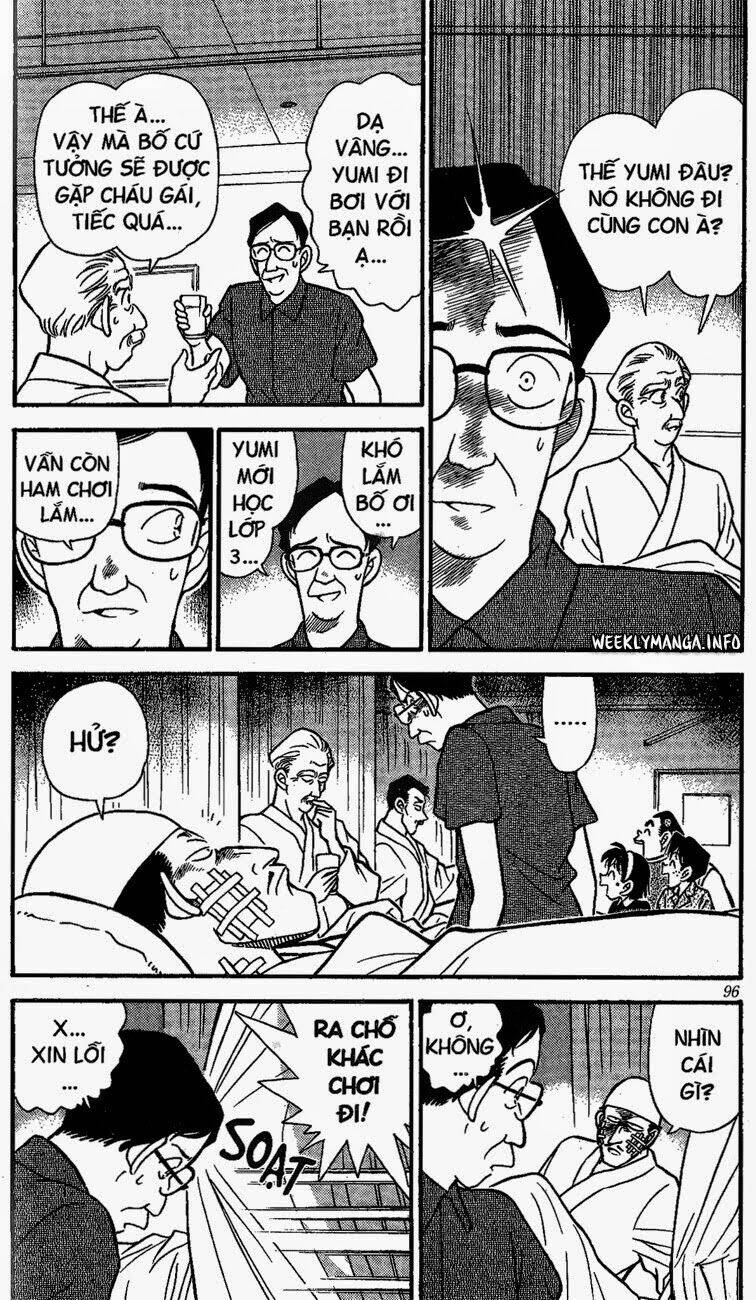 THẾ YUMI ĐÂU?
NÓ KHÔNG ĐI
CÙNG CON À?
WEEKLYMANGA.INFO
DẠ
VÂNG...
YUMI ĐI
BƠI VỚI
BẠN RỒI
Ạ...
THẾ À...
VẬY MÀ BỐ CỨ
TƯỞNG SẼ ĐƯỢC
GẶP CHÁU GÁI,
TIẾC QUÁ...
KHÓ
LẮM
BỐ ƠI
...
YUMI
MỚI
HỌC
LỚP
3...
VẪN CÒN
HAM CHƠI
LẮM...
.....
HỬ?
96
NHÌN
CÁI
GÌ?
Ơ,
KHÔNG
...
RA CHỖ
KHÁC
CHƠI
ĐI!
SOẠT
X...
XIN LỖI
...